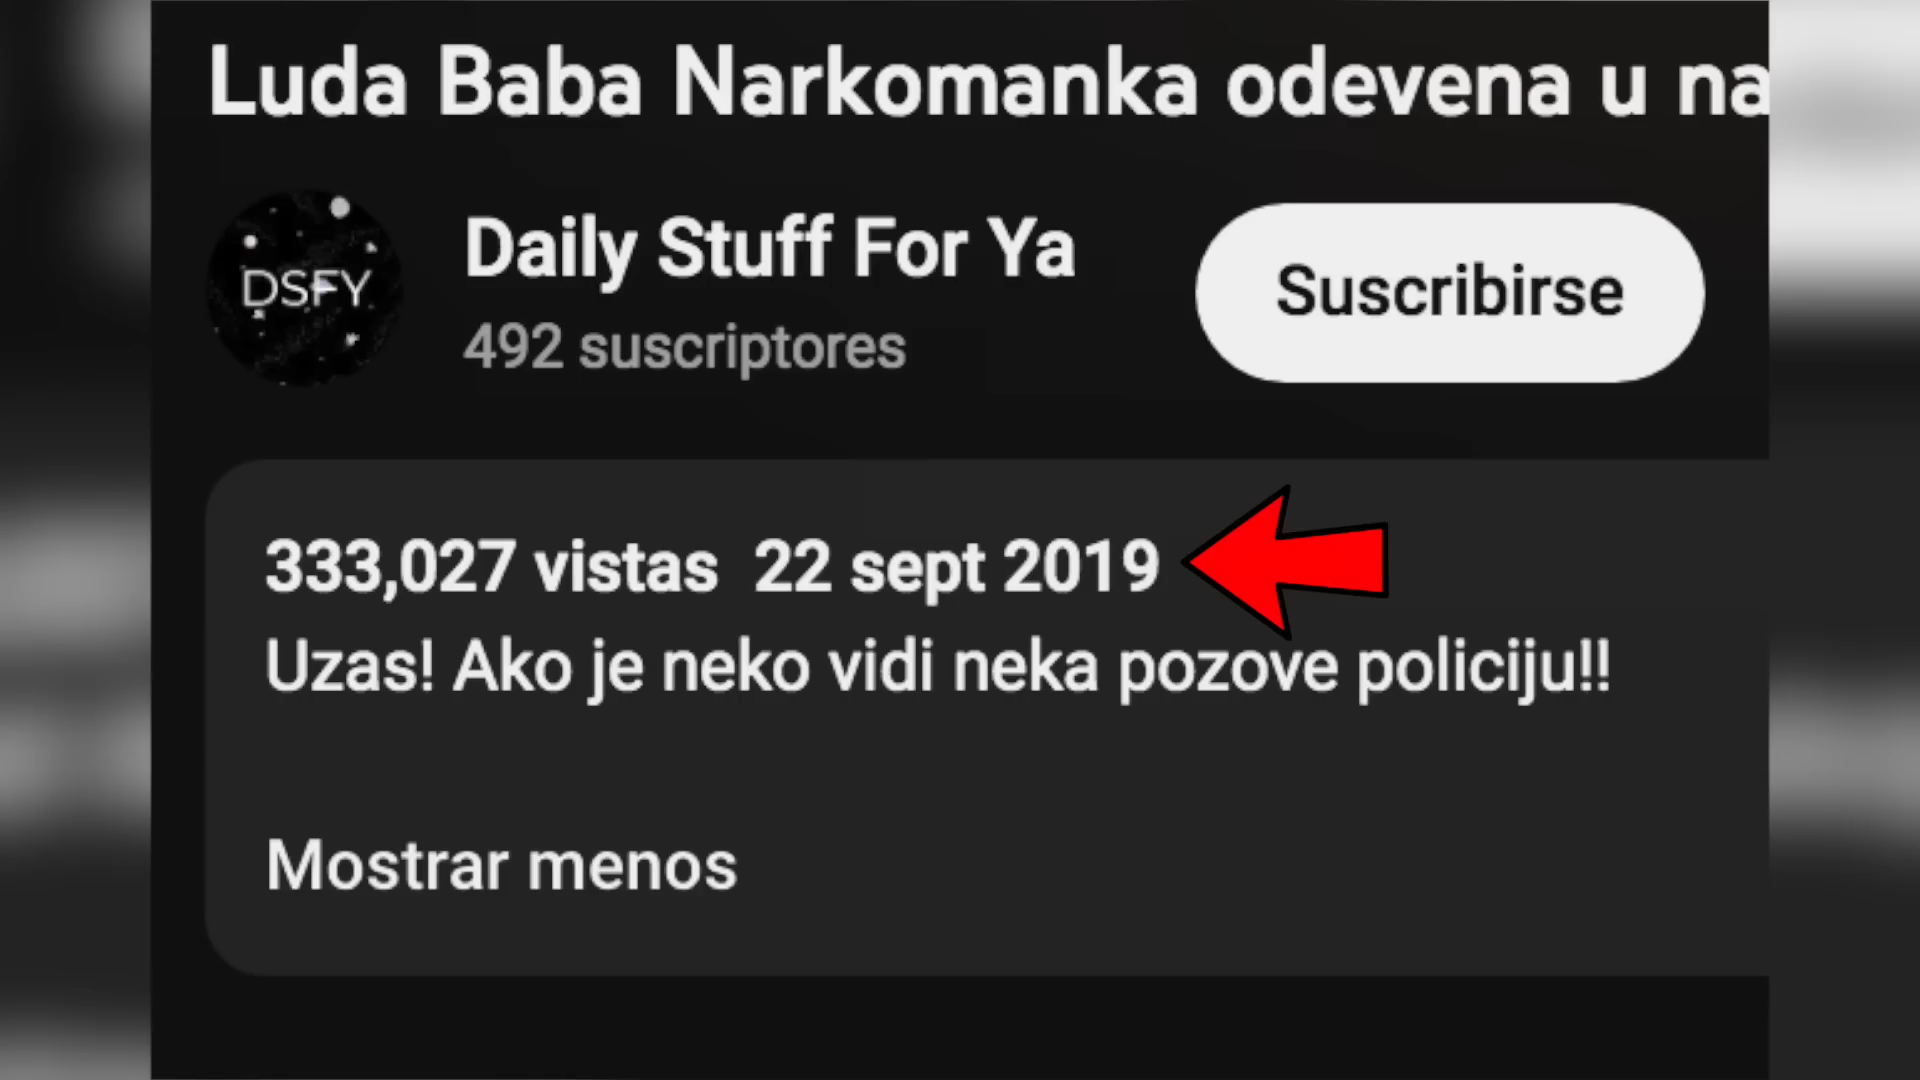 Luda Baba Narkomanka odevena u na
DSFY
Daily Stuff For Ya
492 suscriptores
Suscribirse
333,027 vistas 22 sept 2019
Uzas! Ako je neko vidi neka pozove policiju!!
Mostrar menos